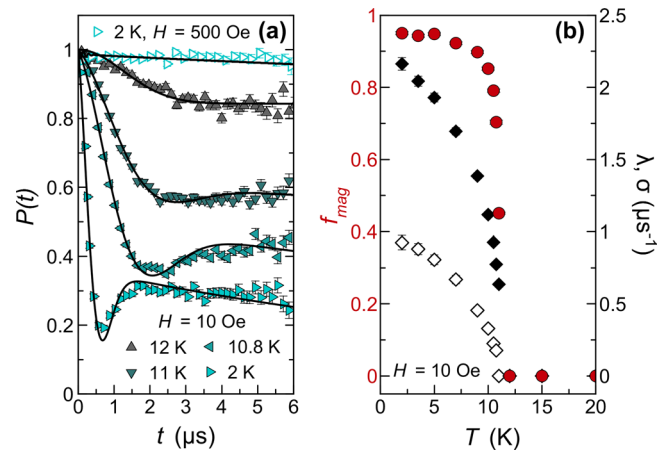 2 K, H = 500 Oe (a)
P(t)
1
0.8
0.6
0.4
0.2
0
H = 10 Oe
12 K
10.8 K
11 K
2 K
0 1 2 3 4 5 6
t (μs)
(b)
f_mag
1
0.8
0.6
0.4
0.2
0
2.5
2
1.5
1
0.5
0
λ, σ (μs⁻¹)
H = 10 Oe
0 5 10 15 20
T (K)